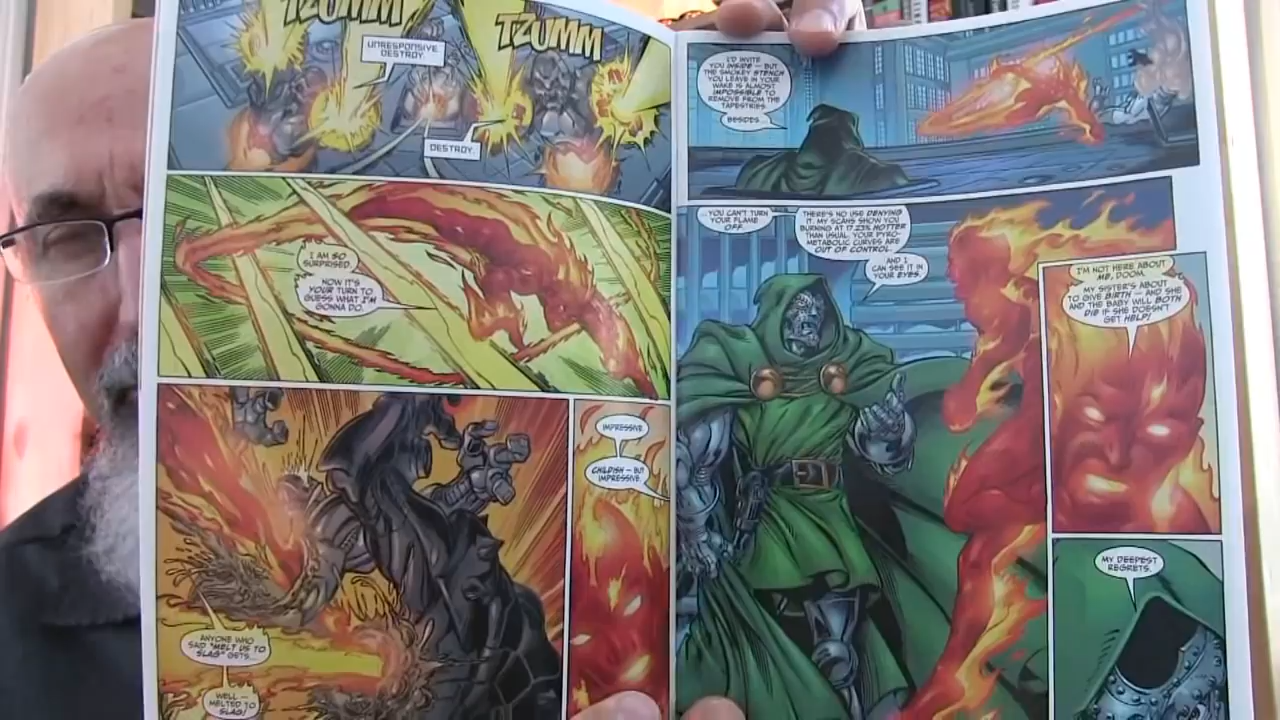 TZUMM
TZUMM
UNRESPONSIVE.
DESTROY.
DESTROY.
I AM SO
SURPRISED.
NOW IT'S
YOUR TURN TO
GUESS WHAT I'M
GONNA DO.
ANYONE WHO
SAID "MELT US TO
SLAG" GETS...
WELL—
MELTED TO
SLAG!
IMPRESSIVE.
CHILDISH — BUT
IMPRESSIVE.
I'D INVITE
YOU INSIDE — BUT
THE SMOKEY STENCH
YOU LEAVE IN YOUR
WAKE IS ALMOST
IMPOSSIBLE TO
REMOVE FROM THE
TAPESTRIES.
BESIDES...
...YOU CAN'T TURN
YOUR FLAME
OFF.
THERE'S NO USE DENYING
IT. MY SCANS SHOW YOU
BURNING AT 17.23% HOTTER
THAN USUAL. YOUR PYRO-
METABOLIC CURVES ARE
OUT OF CONTROL.
AND I
CAN SEE IT IN
YOUR EYES.
I'M NOT HERE ABOUT
ME, DOOM.
MY SISTER'S ABOUT
TO GIVE BIRTH — AND SHE
AND THE BABY WILL BOTH
DIE IF SHE DOESN'T
GET HELP!
MY DEEPEST
REGRETS.